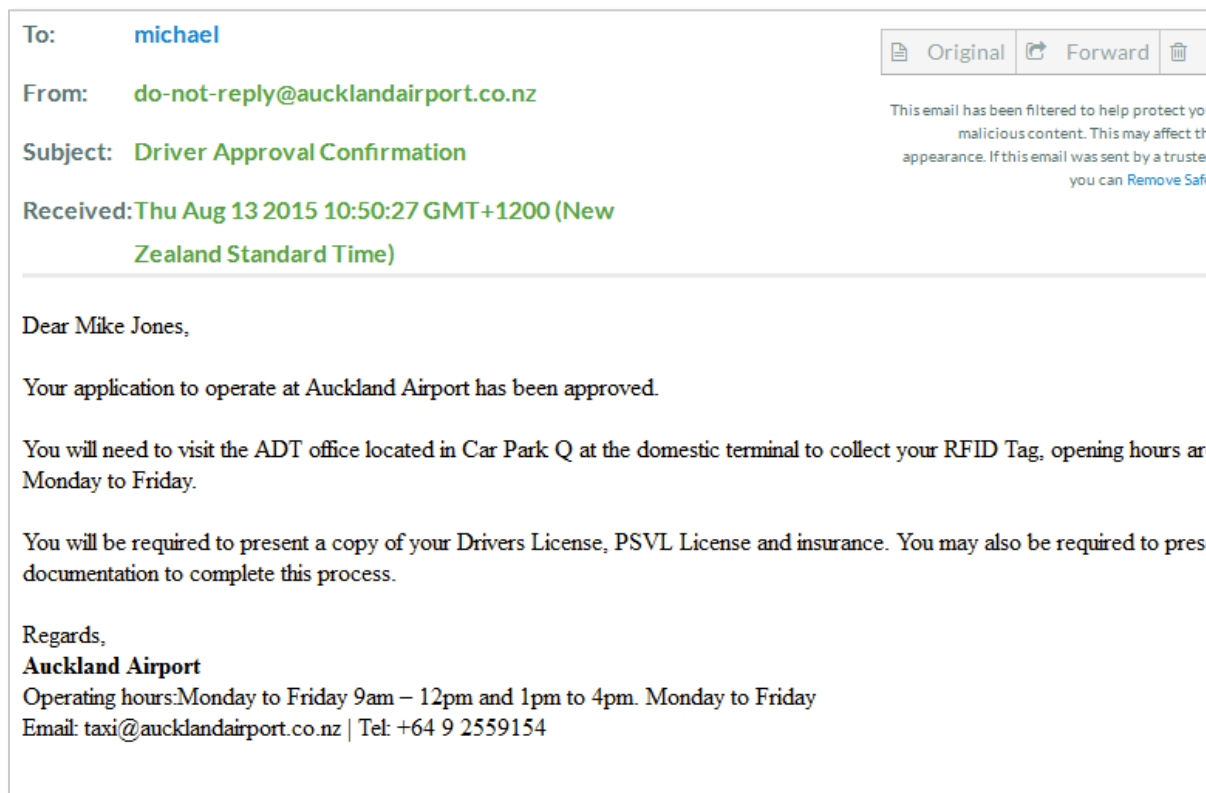 To: michael
Original Forward
From: do-not-reply@aucklandairport.co.nz
This email has been filtered to help protect
malicious content. This may affect
Subject: Driver Approval Confirmation
appearance. If this email was sent by a
you can Remove
Received: Thu Aug 13 2015 10:50:27 GMT+1200 (New
Zealand Standard Time)
Dear Mike Jones,
Your application to operate at Auckland Airport has been approved.
You will need to visit the ADT office located in Car Park Q at the domestic terminal to collect your RFID Tag, opening hours
Monday to Friday.
You will be required to present a copy of your Drivers License, PSVL License and insurance. You may also be required to
documentation to complete this process.
Regards,
Auckland Airport
Operating hours:Monday to Friday 9am – 12pm and 1pm to 4pm. Monday to Friday
Email: taxi@aucklandairport.co.nz | Tel: +64 9 2559154